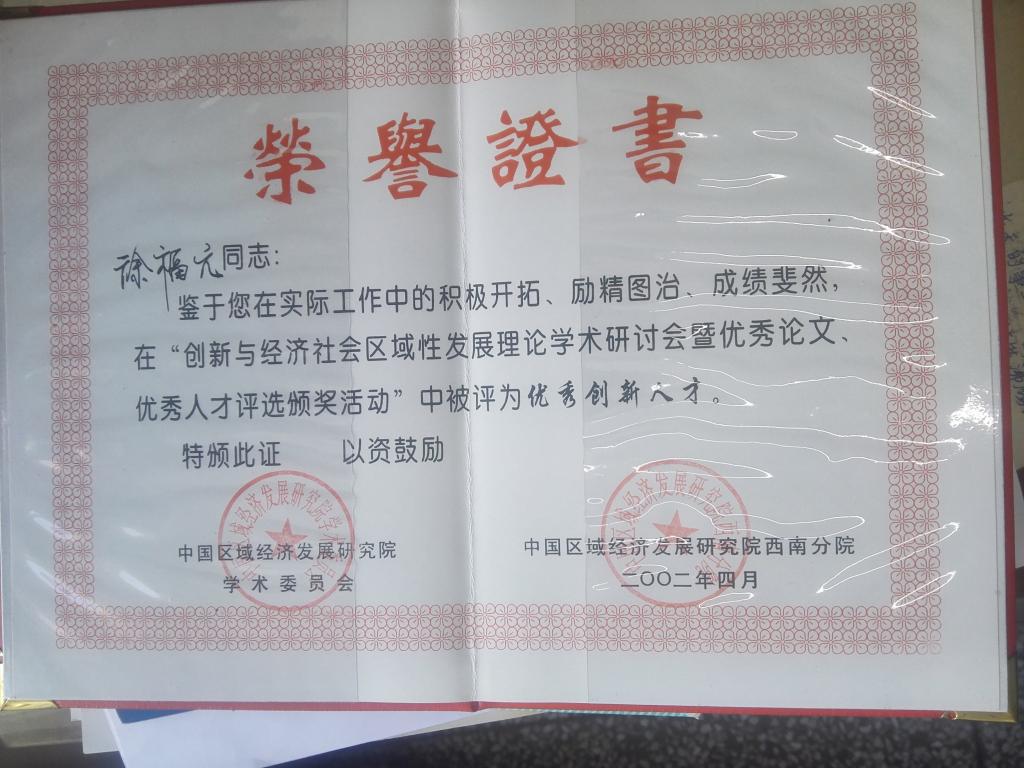 榮譽證書
徐福元同志：
鉴于您在实际工作中的积极开拓、励精图治、成绩斐然，
在“创新与经济社会区域性发展理论学术研讨会暨优秀论文、
优秀人才评选颁奖活动”中被评为优秀创新人才。
特颁此证 以资鼓励
中国区域经济发展研究院
学术委员会
中国区域经济发展研究院西南分院
二〇〇二年四月